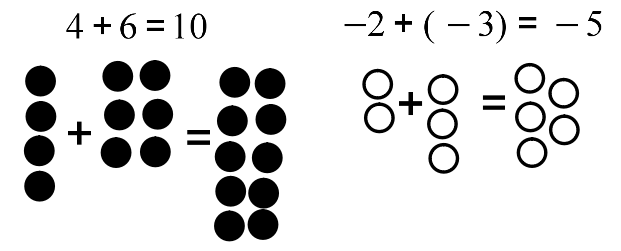 4 + 6 = 10
−2 + ( − 3) = − 5
+ =
+ =